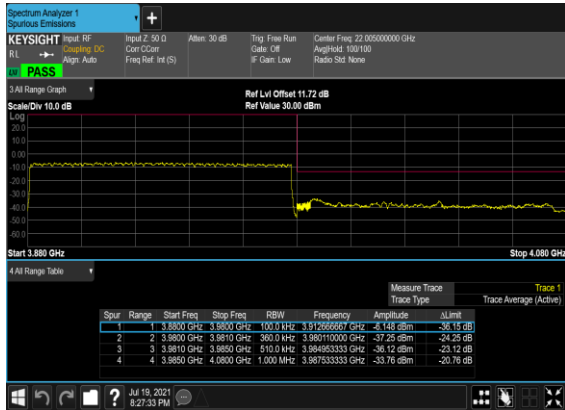 Spectrum Analyzer 1
Spurious Emissions
+
KEYSIGHT Input: RF Input Z: 50 Ω Atten: 30 dB Trig: Free Run Center Freq: 22.005000000 GHz
RL Coupling: DC Corr CCorr Gate: Off Avg|Hold: 100/100
Align: Auto Freq Ref: Int (S) IF Gain: Low Radio Std: None
LW PASS
3 All Range Graph Ref Lvl Offset 11.72 dB
Scale/Div 10.0 dB Ref Value 30.00 dBm
Log
20.0
10.0
0.00
-10.0
-20.0
-30.0
-40.0
-50.0
-60.0
Start 3.880 GHz Stop 4.080 GHz
4 All Range Table
Measure Trace Trace 1
Trace Type Trace Average (Active)
Spur Range Start Freq Stop Freq RBW Frequency Amplitude ΔLimit
1 1 3.8800 GHz 3.9800 GHz 100.0 kHz 3.912666667 GHz -6.148 dBm -36.15 dB
2 2 3.9800 GHz 3.9810 GHz 360.0 kHz 3.980110000 GHz -37.25 dBm -24.25 dB
3 3 3.9810 GHz 3.9850 GHz 510.0 kHz 3.984953333 GHz -36.12 dBm -23.12 dB
4 4 3.9850 GHz 4.0800 GHz 1.000 MHz 3.987533333 GHz -33.76 dBm -20.76 dB
? Jul 19, 2021
8:27:33 PM